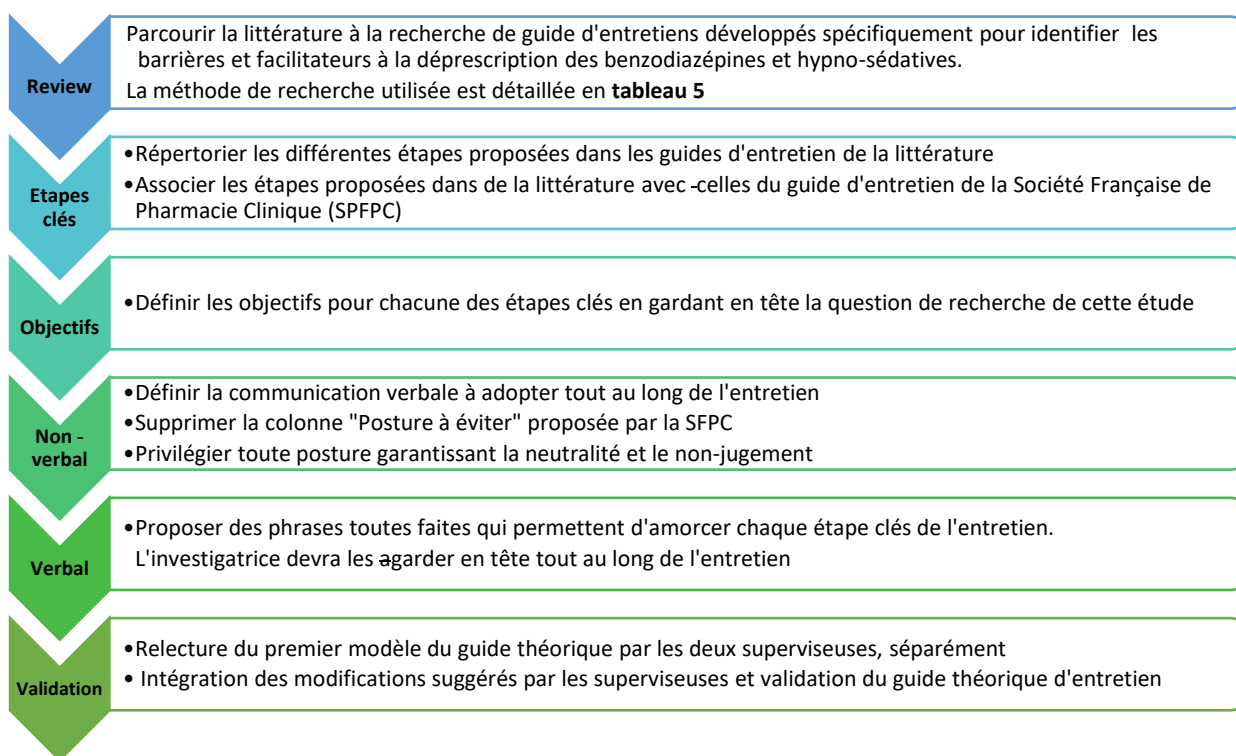 Review
Parcourir la littérature à la recherche de guide d'entretiens développés spécifiquement pour identifier les
barrières et facilitateurs à la déprescription des benzodiazépines et hypno-sédatives.
La méthode de recherche utilisée est détaillée en tableau 5
Etapes
clés
•Répertorier les différentes étapes proposées dans les guides d'entretien de la littérature
•Associer les étapes proposées dans de la littérature avec -celles du guide d'entretien de la Société Française de
Pharmacie Clinique (SPFPC)
Objectifs
•Définir les objectifs pour chacune des étapes clés en gardant en tête la question de recherche de cette étude
Non -
verbal
•Définir la communication verbale à adopter tout au long de l'entretien
•Supprimer la colonne "Posture à éviter" proposée par la SFPC
•Privilégier toute posture garantissant la neutralité et le non-jugement
Verbal
•Proposer des phrases toutes faites qui permettent d'amorcer chaque étape clés de l'entretien.
L'investigatrice devra les agarder en tête tout au long de l'entretien
Validation
•Relecture du premier modèle du guide théorique par les deux superviseuses, séparément
• Intégration des modifications suggérés par les superviseuses et validation du guide théorique d'entretien